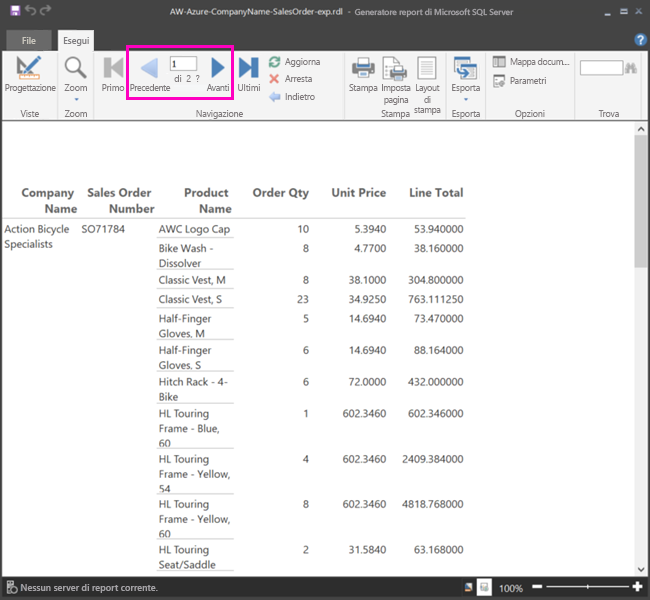 AW-Azure-CompanyName-SalesOrder-exp.rdl - Generatore report di Microsoft SQL Server
File Esegui
Progettazione
Viste
Zoom
Zoom
Primo
Precedente
1
di 2 ?
Avanti
Ultimi
Aggiorna
Arresta
Indietro
Navigazione
Stampa
Imposta
pagina
Layout
di
stampa
Stampa
Esporta
Esporta
Mappa docum...
Parametri
Opzioni
Trova
Company
Name
Sales Order
Number
Product
Name
Order Qty
Unit Price
Line Total
Action Bicycle
Specialists
SO71784
AWC Logo Cap 10 5.3940 53.940000
Bike Wash - 8 4.7700 38.160000
Dissolver
Classic Vest, M 8 38.1000 304.800000
Classic Vest, S 23 34.9250 763.111250
Half-Finger 5 14.6940 73.470000
Gloves, M
Half-Finger 6 14.6940 88.164000
Gloves, S
Hitch Rack - 4- 6 72.0000 432.000000
Bike
HL Touring 1 602.3460 602.346000
Frame - Blue,
60
HL Touring 4 602.3460 2409.384000
Frame - Yellow,
54
HL Touring 8 602.3460 4818.768000
Frame - Yellow,
60
HL Touring 2 31.5840 63.168000
Seat/Saddle
Nessun server di report corrente.
100%